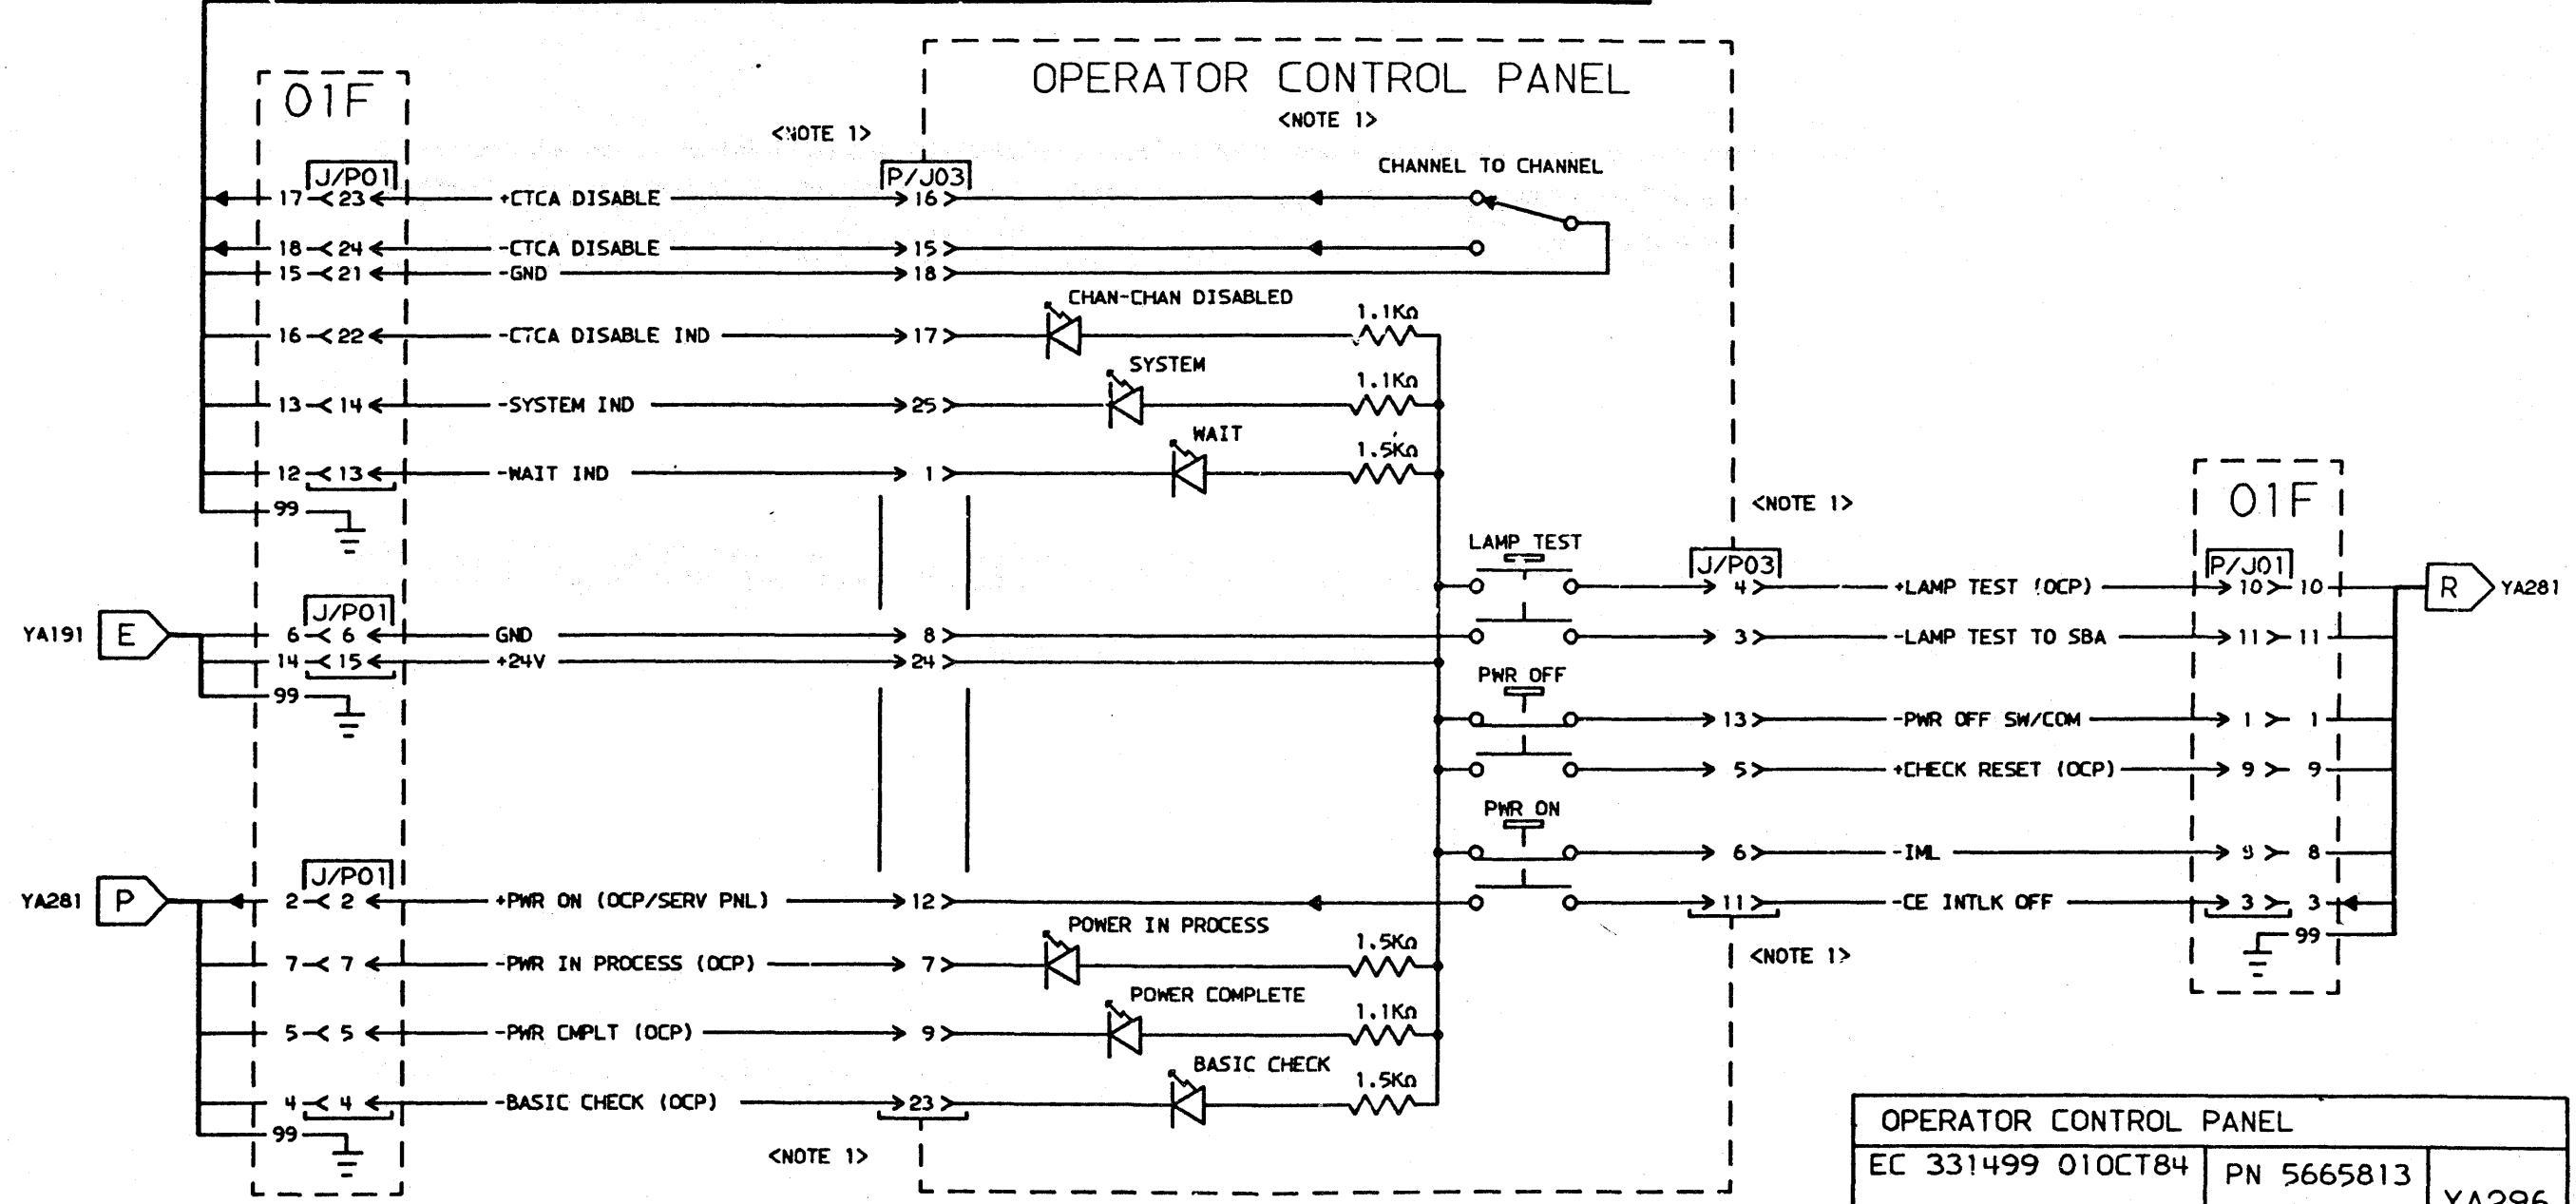 OPERATOR CONTROL PANEL
<NOTE 1>
01F
<NOTE 1>
CHANNEL TO CHANNEL
J/P01
P/J03
17 23 +CTCA DISABLE 16
18 24 -CTCA DISABLE 15
15 21 -GND 18
CHAN-CHAN DISABLED
1.1KΩ
16 22 -CTCA DISABLE IND 17
SYSTEM
1.1KΩ
13 14 -SYSTEM IND 25
WAIT
1.5KΩ
12 13 -WAIT IND 1
99
<NOTE 1>
01F
LAMP TEST
J/P03
P/J01
4 +LAMP TEST (OCP) 10 10
R YA281
J/P01
YA191 E
6 6 GND 8
3 -LAMP TEST TO SBA 11 11
14 15 +24V 24
99
PWR OFF
13 -PWR OFF SW/COM 1 1
5 +CHECK RESET (OCP) 9 9
PWR ON
6 -IML 8
J/P01
YA281 P
2 2 +PWR ON (OCP/SERV PNL) 12
11 -CE INTLK OFF 3 3
99
<NOTE 1>
POWER IN PROCESS
1.5KΩ
7 7 -PWR IN PROCESS (OCP) 7
POWER COMPLETE
1.1KΩ
5 5 -PWR CMPLT (OCP) 9
BASIC CHECK
1.5KΩ
4 4 -BASIC CHECK (OCP) 23
99
<NOTE 1>
OPERATOR CONTROL PANEL
EC 331499 01OCT84
PN 5665813